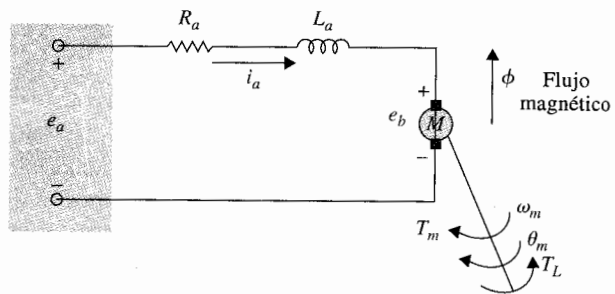 R_a
L_a
+
i_a
e_a
−
+
e_b
M
−
ϕ
Flujo
magnético
ω_m
T_m
θ_m
T_L